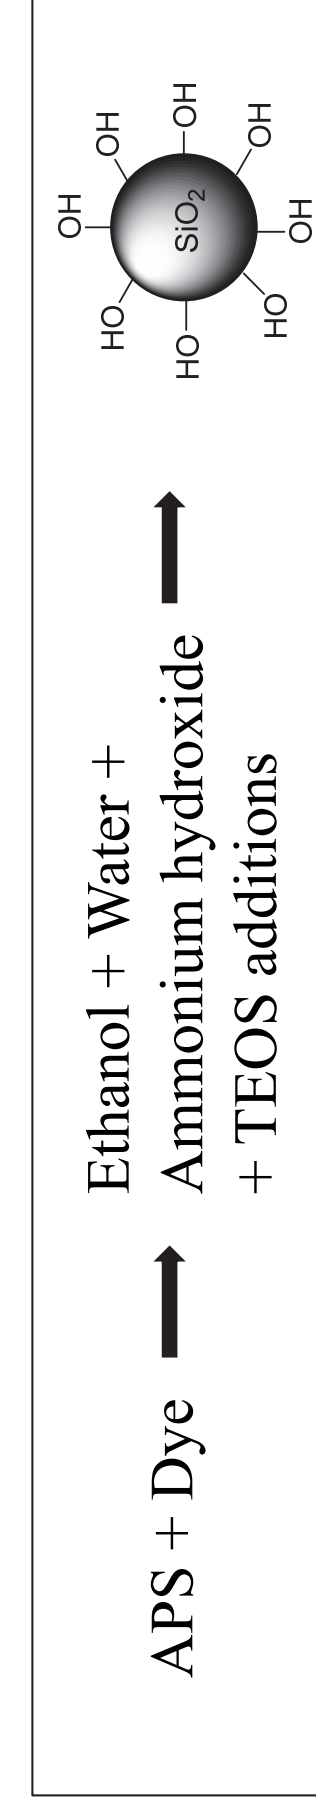 APS + Dye
Ethanol + Water +
Ammonium hydroxide
+ TEOS additions
OH
HO
OH
HO
SiO₂
OH
OH
HO
OH